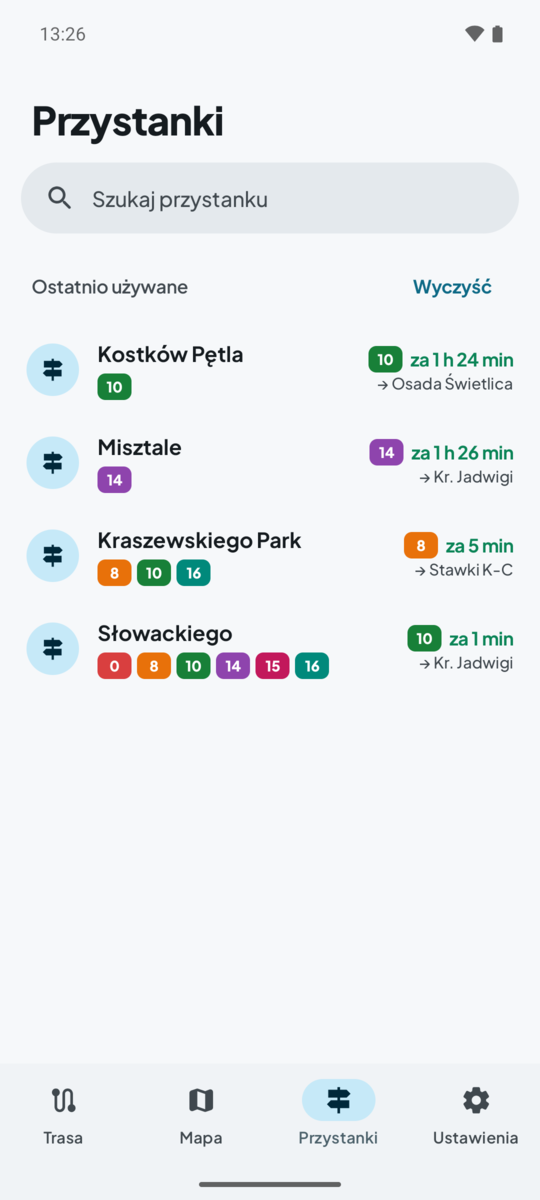 13:26
Przystanki
Szukaj przystanku
Ostatnio używane Wyczyść
Kostków Pętla 10 za 1 h 24 min
10 → Osada Świetlica
Misztale 14 za 1 h 26 min
14 → Kr. Jadwigi
Kraszewskiego Park 8 za 5 min
8 10 16 → Stawki K-C
Słowackiego 10 za 1 min
0 8 10 14 15 16 → Kr. Jadwigi
Trasa Mapa Przystanki Ustawienia